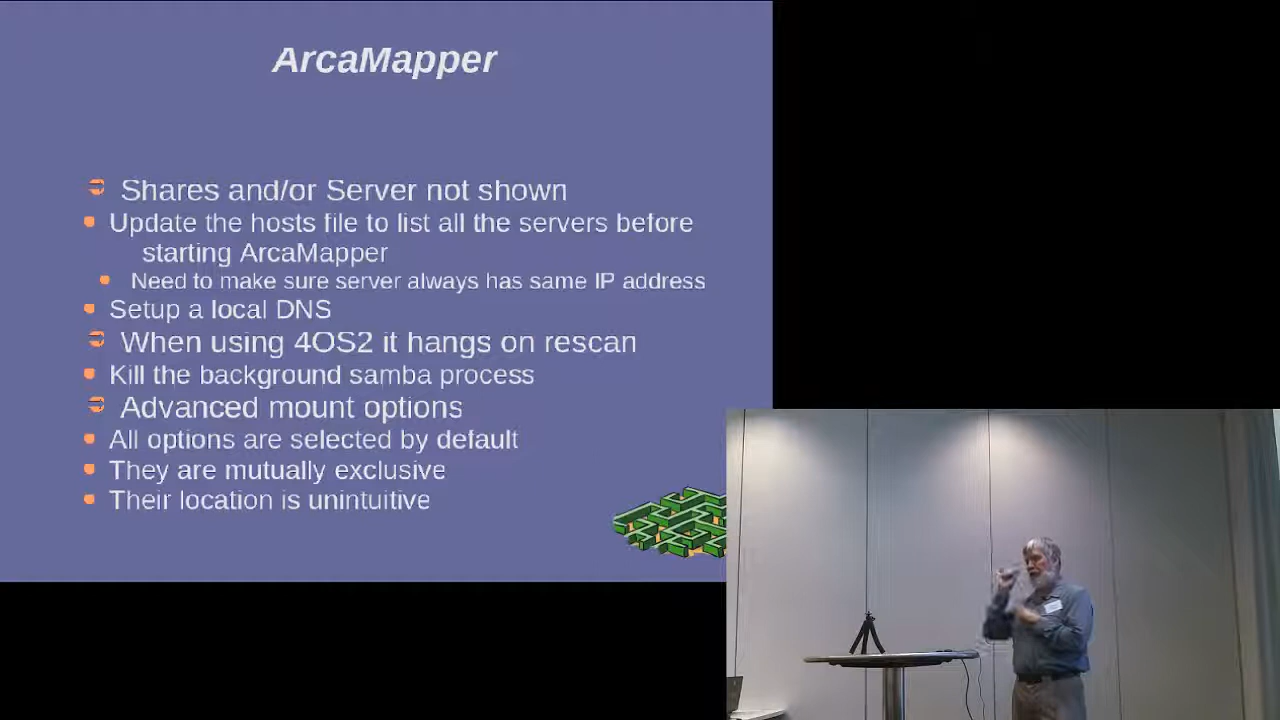 ArcaMapper
Shares and/or Server not shown
Update the hosts file to list all the servers before
starting ArcaMapper
Need to make sure server always has same IP address
Setup a local DNS
When using 4OS2 it hangs on rescan
Kill the background samba process
Advanced mount options
All options are selected by default
They are mutually exclusive
Their location is unintuitive